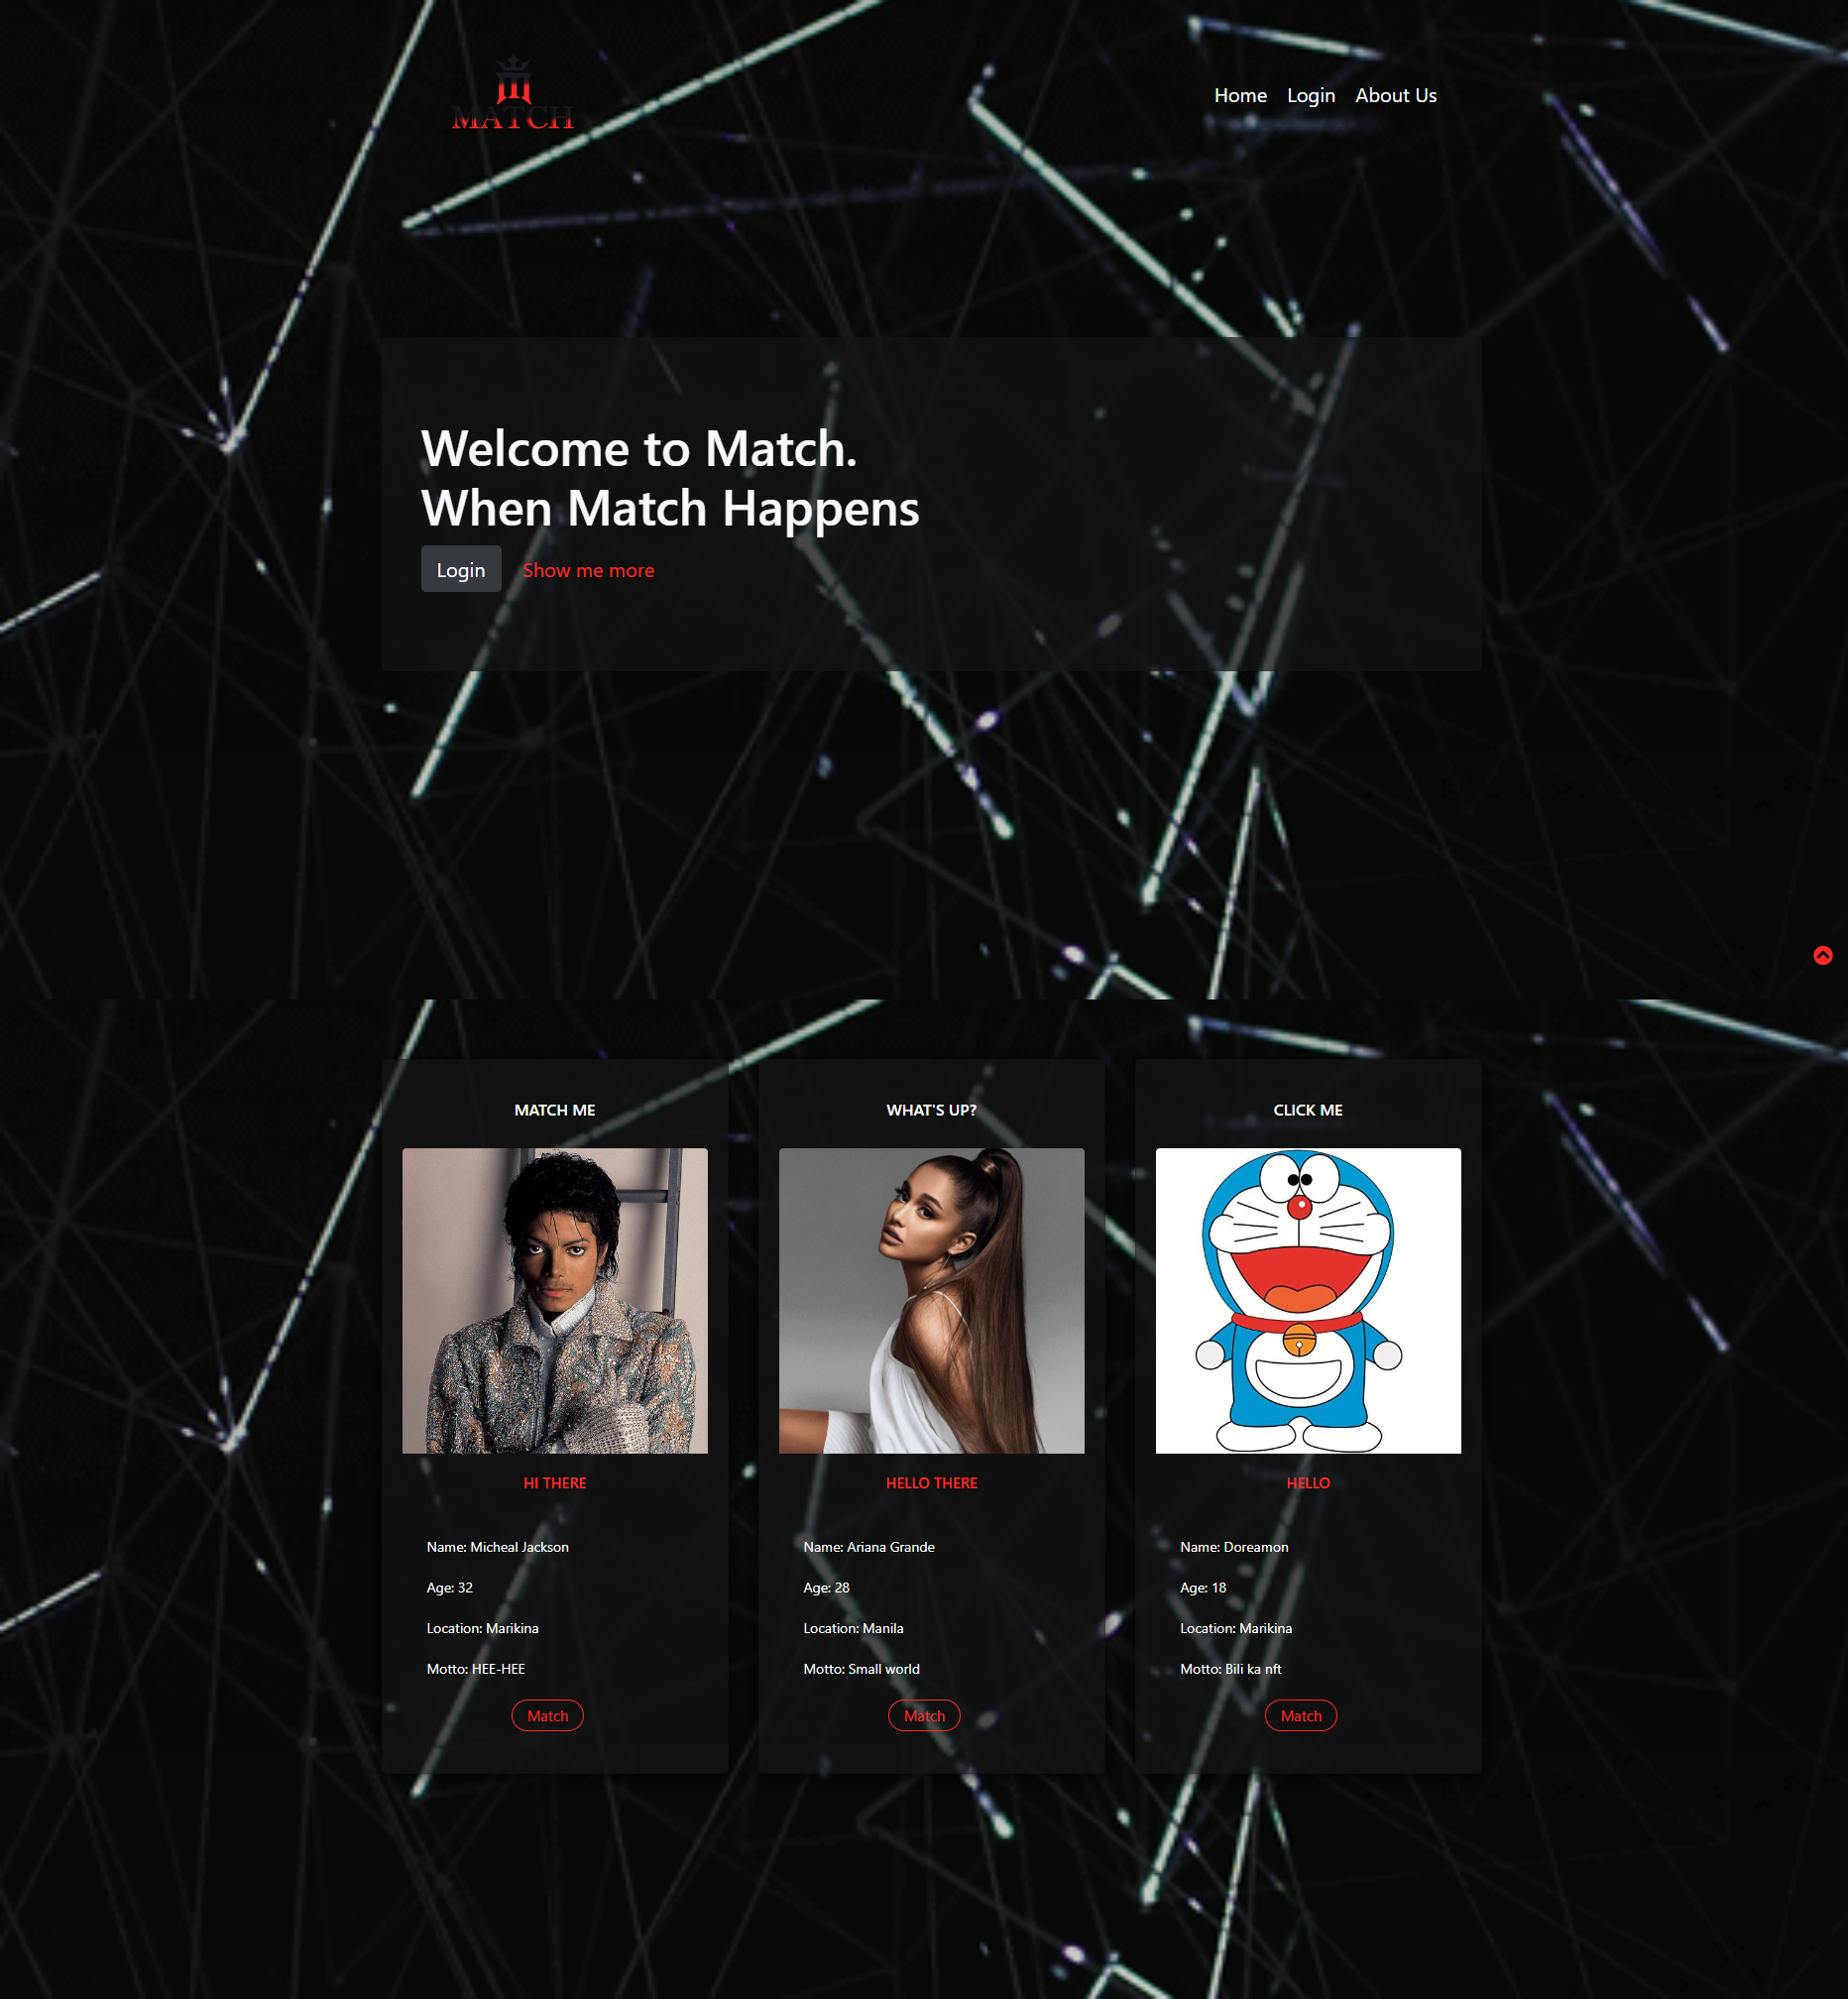 MATCH
Home Login About Us
Welcome to Match.
When Match Happens
Login Show me more
MATCH ME
HI THERE
Name: Micheal Jackson
Age: 32
Location: Marikina
Motto: HEE-HEE
Match
WHAT'S UP?
HELLO THERE
Name: Ariana Grande
Age: 28
Location: Manila
Motto: Small world
Match
CLICK ME
HELLO
Name: Doreamon
Age: 18
Location: Marikina
Motto: Bili ka nft
Match